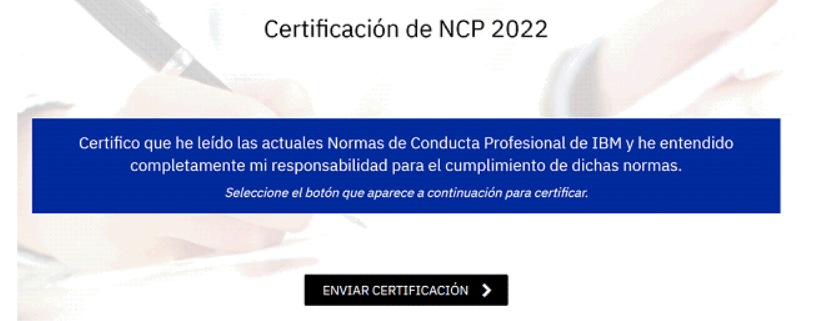 Certificación de NCP 2022
Certifico que he leído las actuales Normas de Conducta Profesional de IBM y he entendido
completamente mi responsabilidad para el cumplimiento de dichas normas.
Seleccione el botón que aparece a continuación para certificar.
ENVIAR CERTIFICACIÓN